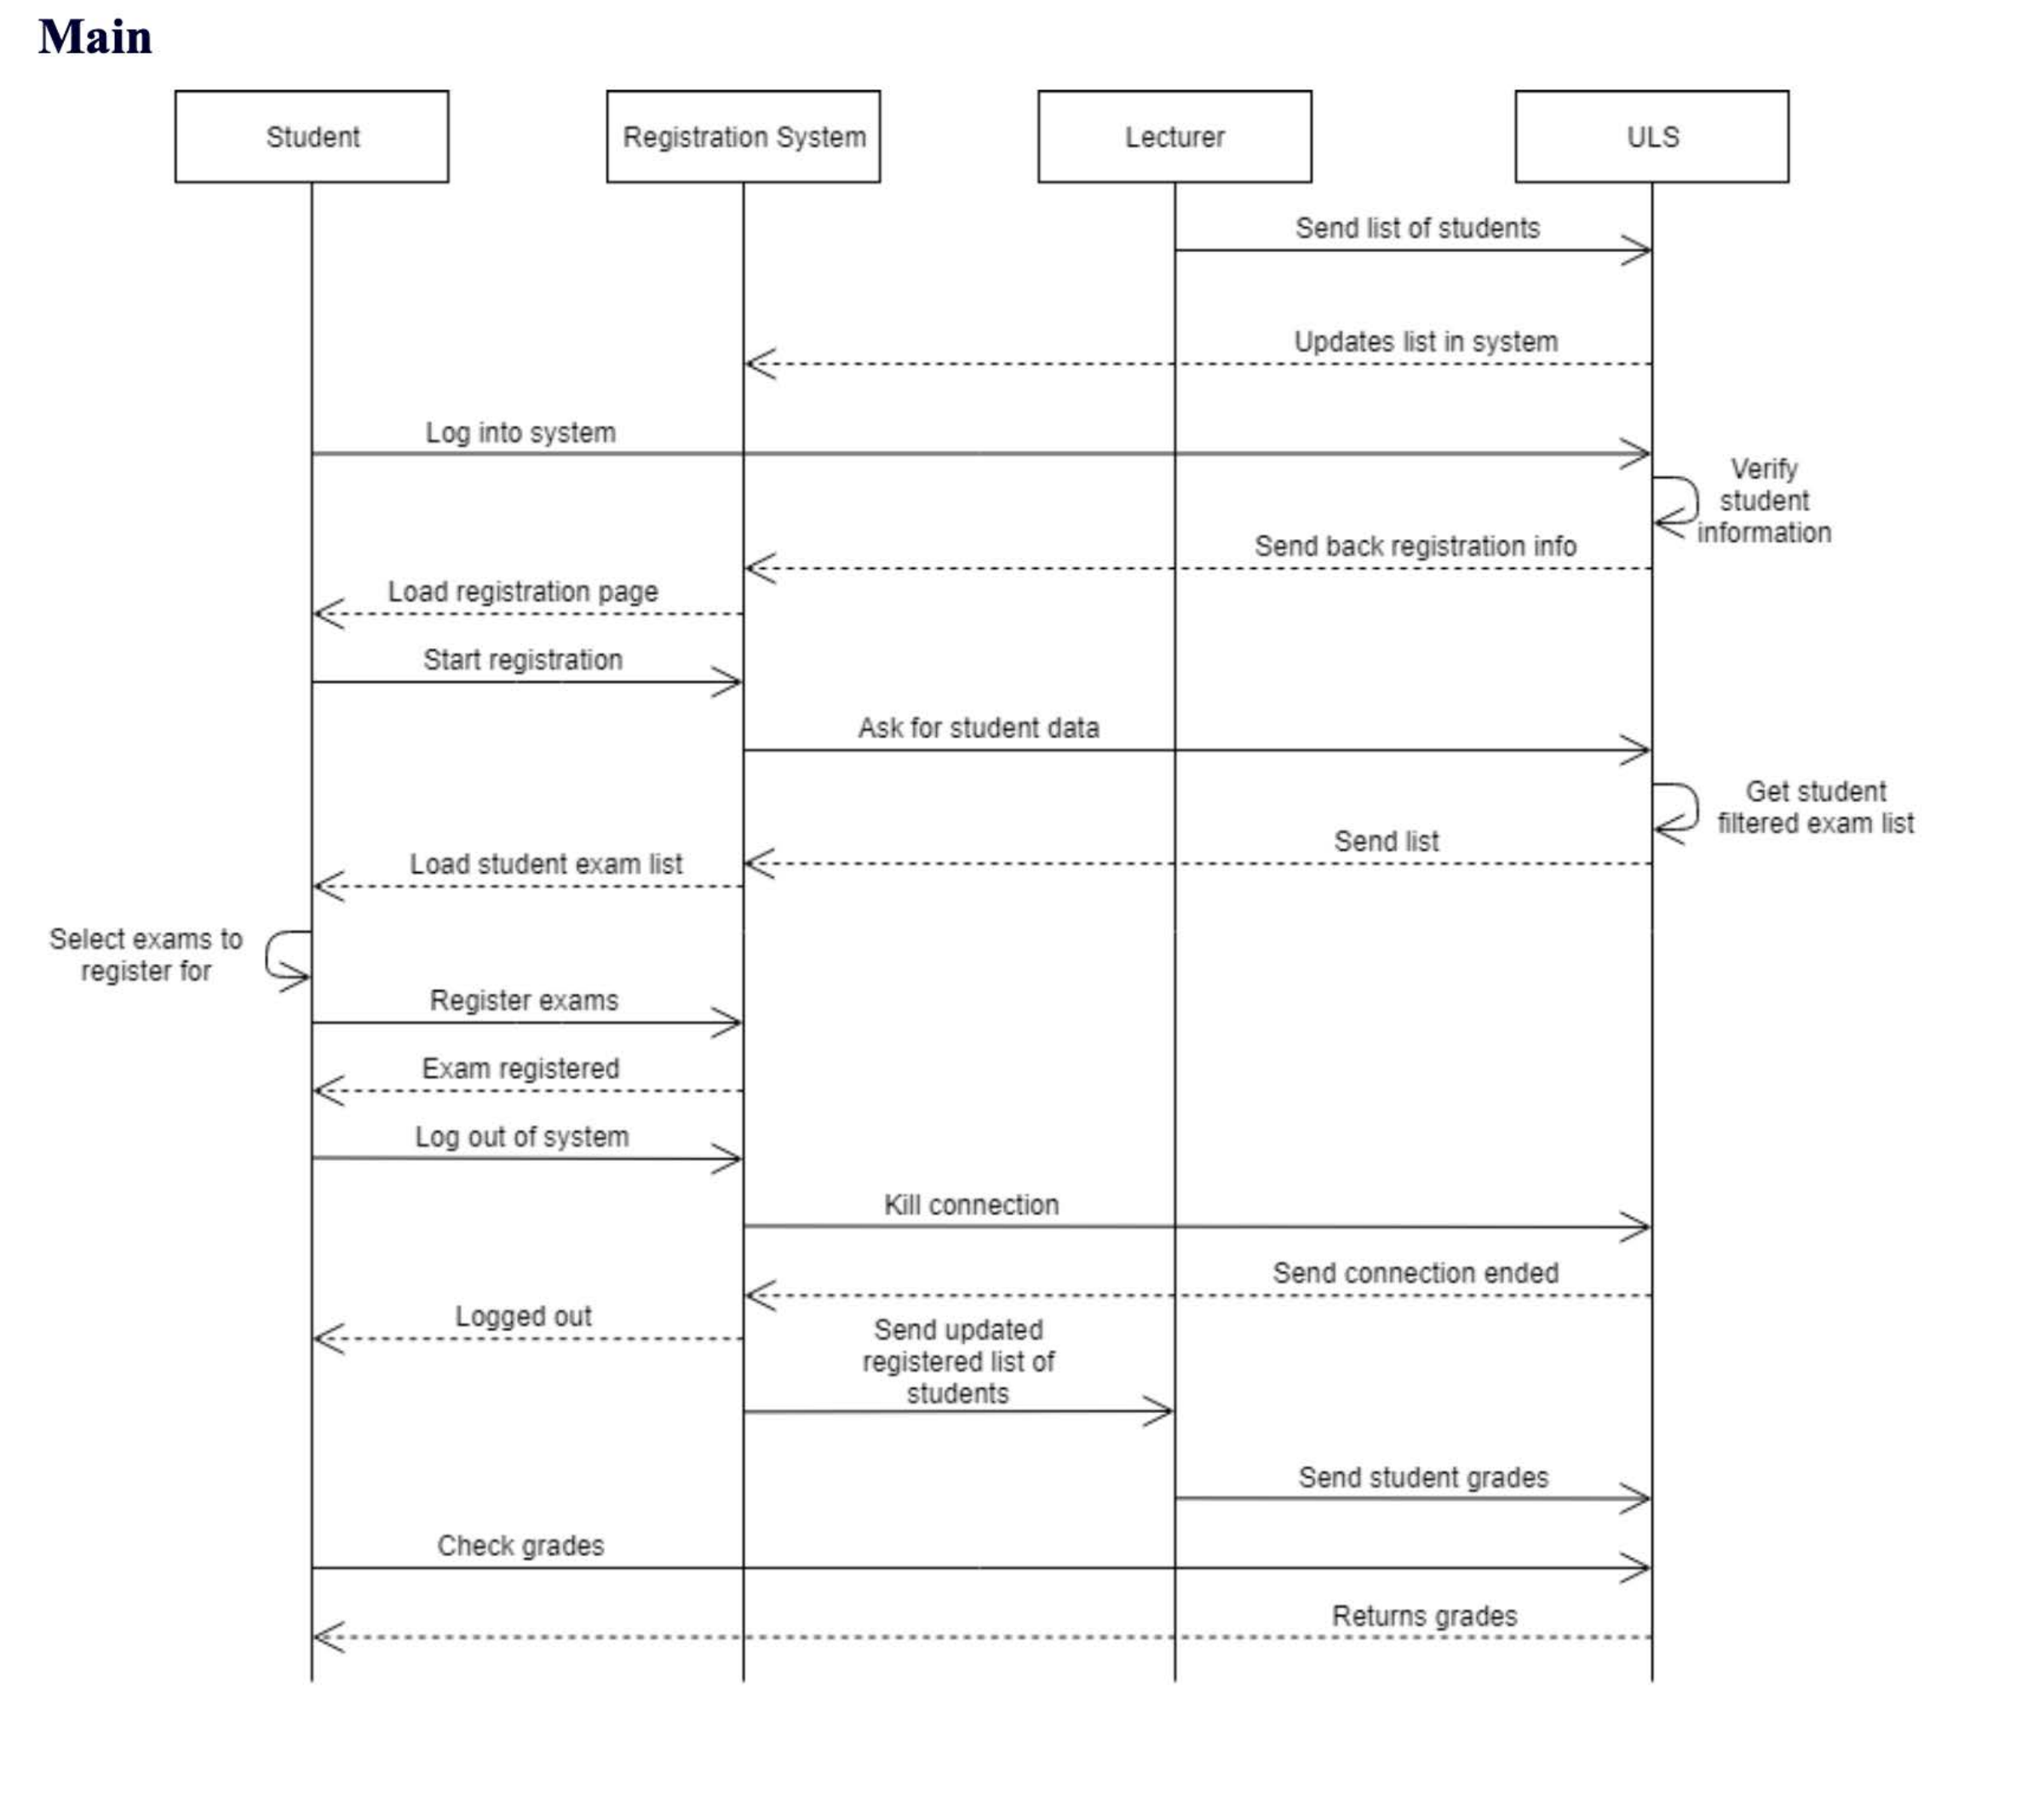 Main
Student
Registration System
Lecturer
ULS
Send list of students
Updates list in system
Log into system
Verify
student
information
Send back registration info
Load registration page
Start registration
Ask for student data
Get student
filtered exam list
Send list
Load student exam list
Select exams to
register for
Register exams
Exam registered
Log out of system
Kill connection
Send connection ended
Logged out
Send updated
registered list of
students
Send student grades
Check grades
Returns grades